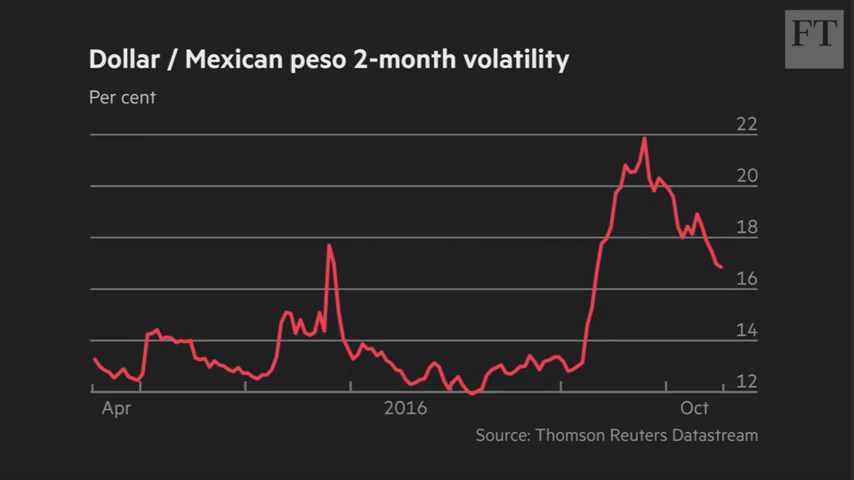 FT
Dollar / Mexican peso 2-month volatility
Per cent
22
20
18
16
14
12
Apr 2016 Oct
Source: Thomson Reuters Datastream